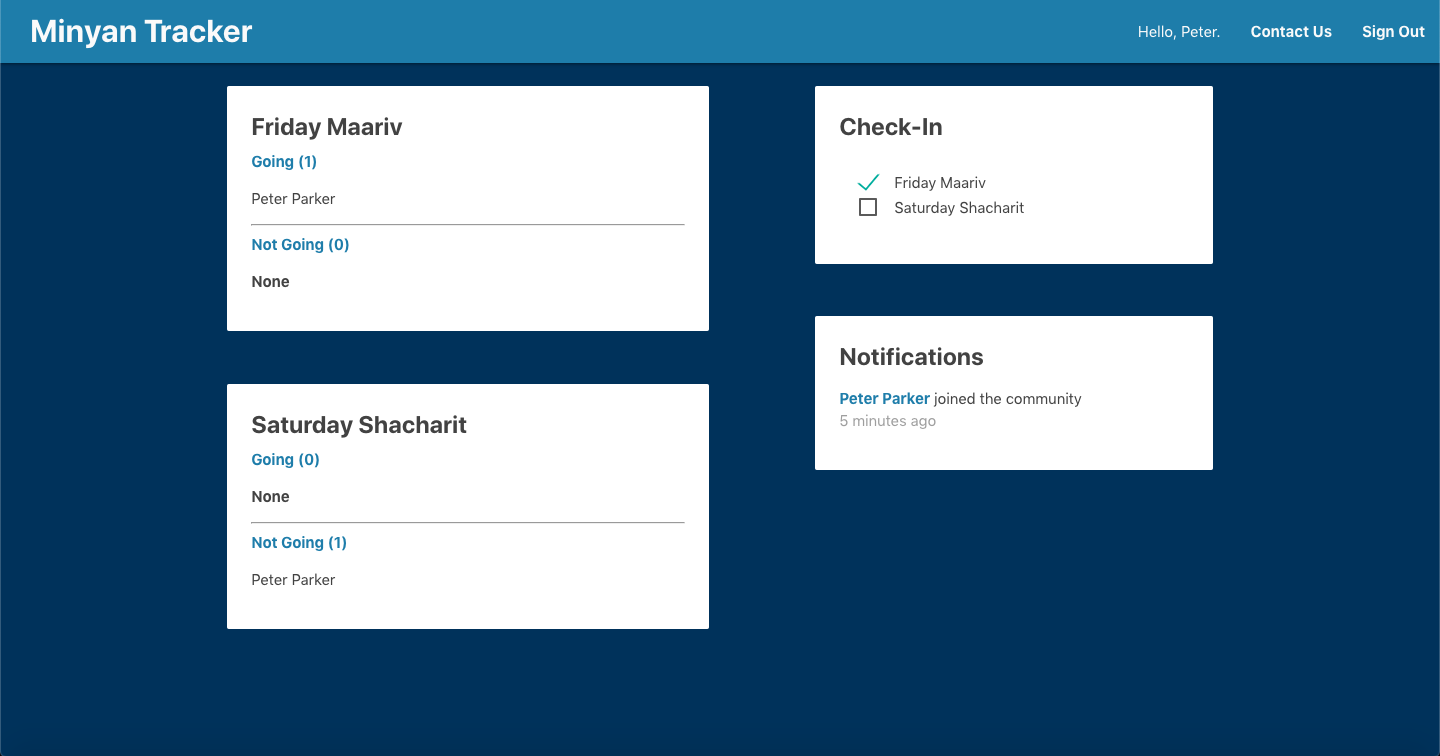 Minyan Tracker
Hello, Peter.
Contact Us
Sign Out
Friday Maariv
Going (1)
Peter Parker
Not Going (0)
None
Saturday Shacharit
Going (0)
None
Not Going (1)
Peter Parker
Check-In
Friday Maariv
Saturday Shacharit
Notifications
Peter Parker joined the community
5 minutes ago